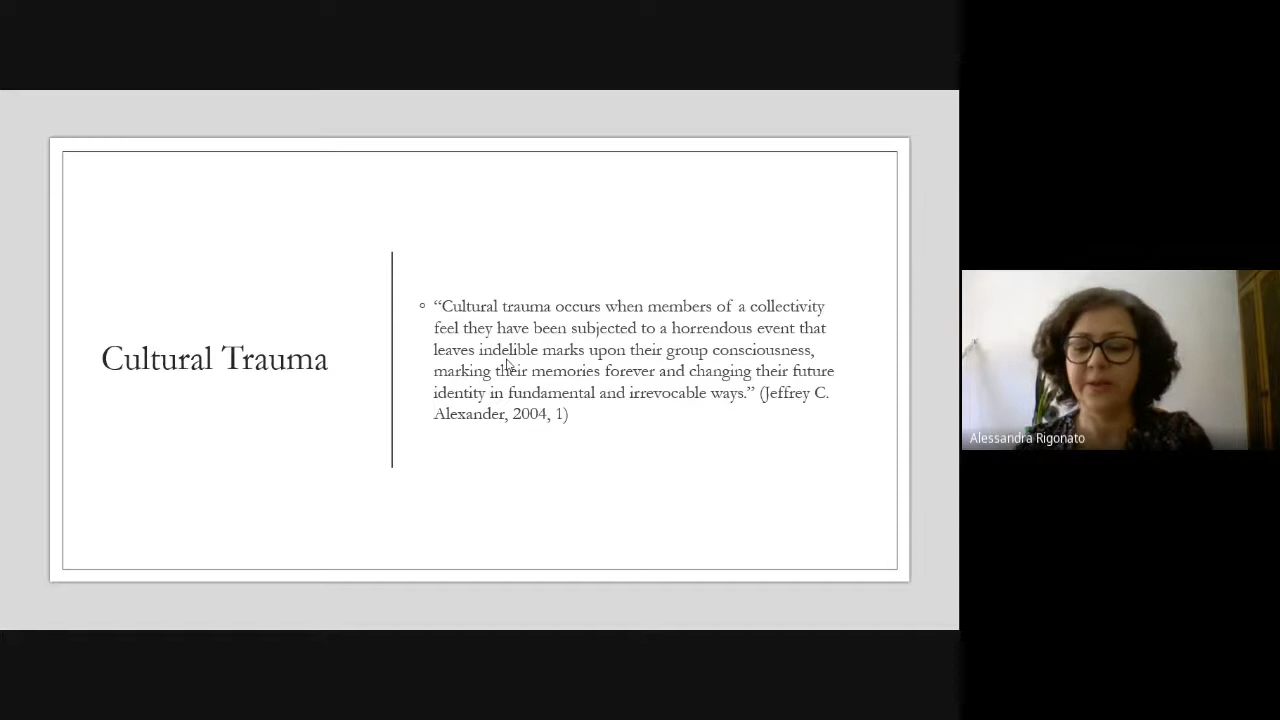 Cultural Trauma
“Cultural trauma occurs when members of a collectivity
feel they have been subjected to a horrendous event that
leaves indelible marks upon their group consciousness,
marking their memories forever and changing their future
identity in fundamental and irrevocable ways.” (Jeffrey C.
Alexander, 2004, 1)
Alessandra Rigonato